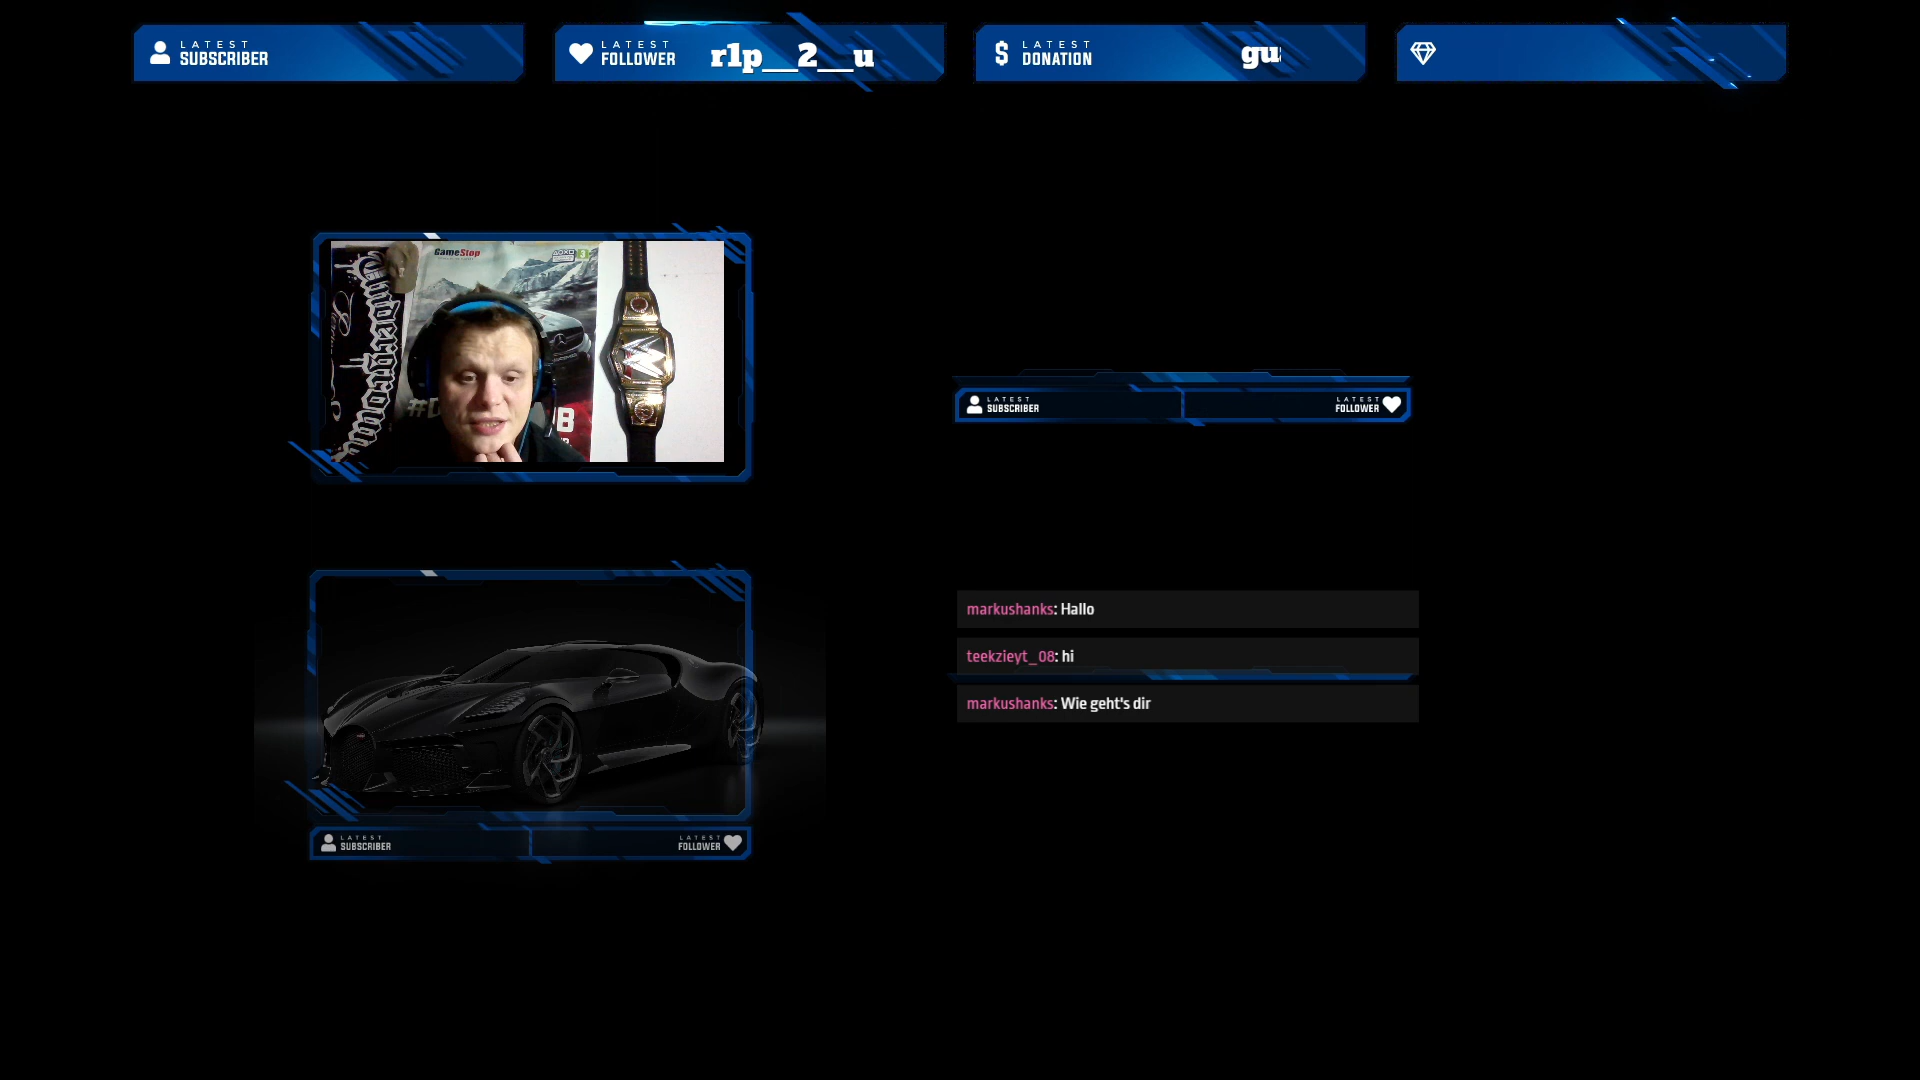 LATEST
SUBSCRIBER
LATEST
FOLLOWER
r1p__2__u
LATEST
DONATION
gu
GameStop
LATEST
SUBSCRIBER
LATEST
FOLLOWER
markushanks: Hallo
teekzieyt_08: hi
markushanks: Wie geht's dir
LATEST
SUBSCRIBER
LATEST
FOLLOWER